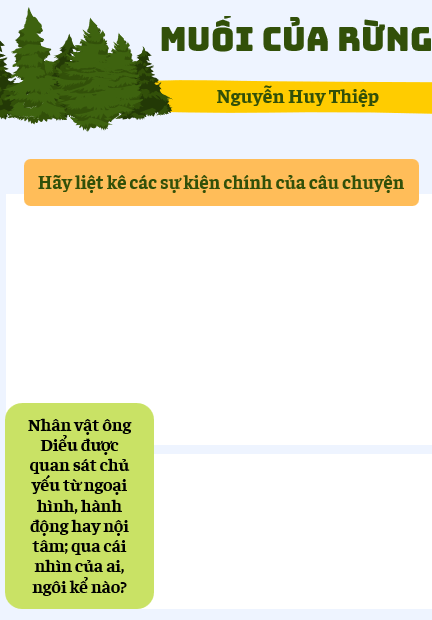 MUỐI CỦA RỪNG
Nguyễn Huy Thiệp
Hãy liệt kê các sự kiện chính của câu chuyện
Nhân vật ông
Diểu được
quan sát chủ
yếu từ ngoại
hình, hành
động hay nội
tâm; qua cái
nhìn của ai,
ngôi kể nào?